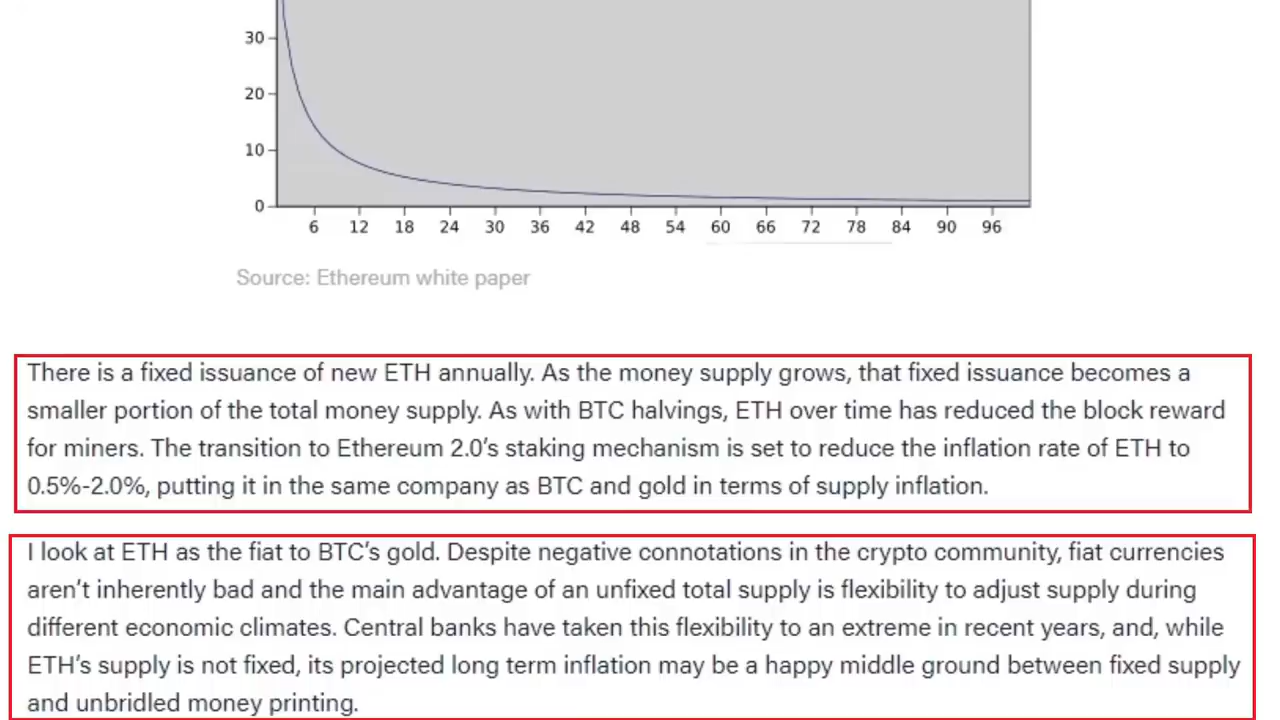 30
20
10
0
6 12 18 24 30 36 42 48 54 60 66 72 78 84 90 96
Source: Ethereum white paper
There is a fixed issuance of new ETH annually. As the money supply grows, that fixed issuance becomes a
smaller portion of the total money supply. As with BTC halvings, ETH over time has reduced the block reward
for miners. The transition to Ethereum 2.0’s staking mechanism is set to reduce the inflation rate of ETH to
0.5%-2.0%, putting it in the same company as BTC and gold in terms of supply inflation.
I look at ETH as the fiat to BTC’s gold. Despite negative connotations in the crypto community, fiat currencies
aren’t inherently bad and the main advantage of an unfixed total supply is flexibility to adjust supply during
different economic climates. Central banks have taken this flexibility to an extreme in recent years, and, while
ETH’s supply is not fixed, its projected long term inflation may be a happy middle ground between fixed supply
and unbridled money printing.